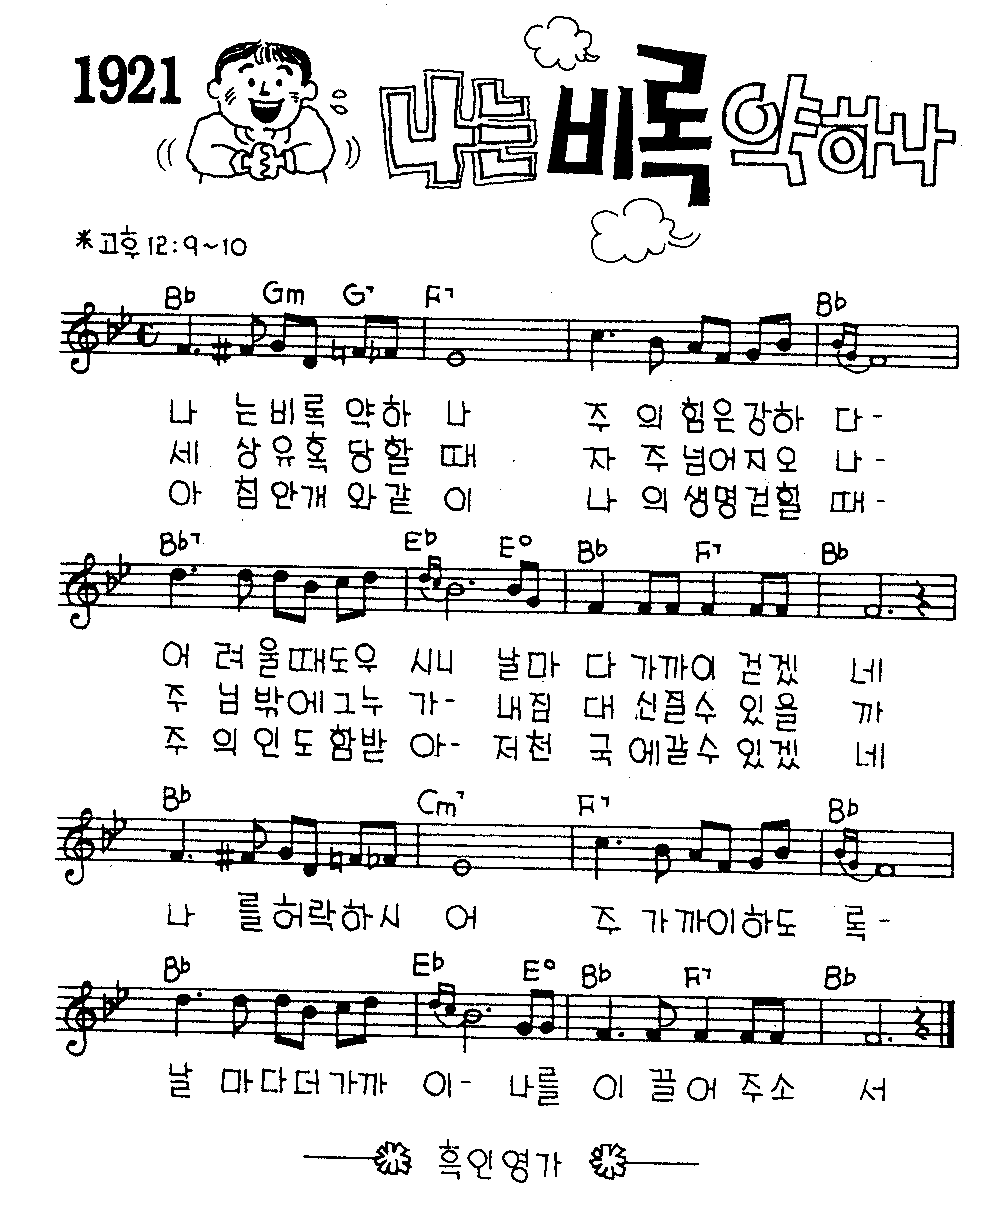 1921 나는 비록 약하나
*고후 12:9~10
Bb Gm G7 F7 Bb
나 는비록 약하 나 주 의 힘은강하 다-
세 상유혹 당할 때 자 주넘어지오 나-
아 침안개 와같 이 나 의생명걷힐 때-
Bb7 Eb E° Bb F7 Bb
어 려울때도우 시니 날마 다 가까이 걷겠 네
주 님밖에그누 가- 내짐 대 신질수 있을 까
주 의인도함받 아- 저천 국 에갈수 있겠 네
Bb Cm7 F7 Bb
나 를허락하시 어 주 가까이하도 록-
Bb Eb E° Bb F7 Bb
날 마다더가까 이- 나를 이 끌어 주소 서
흑인영가